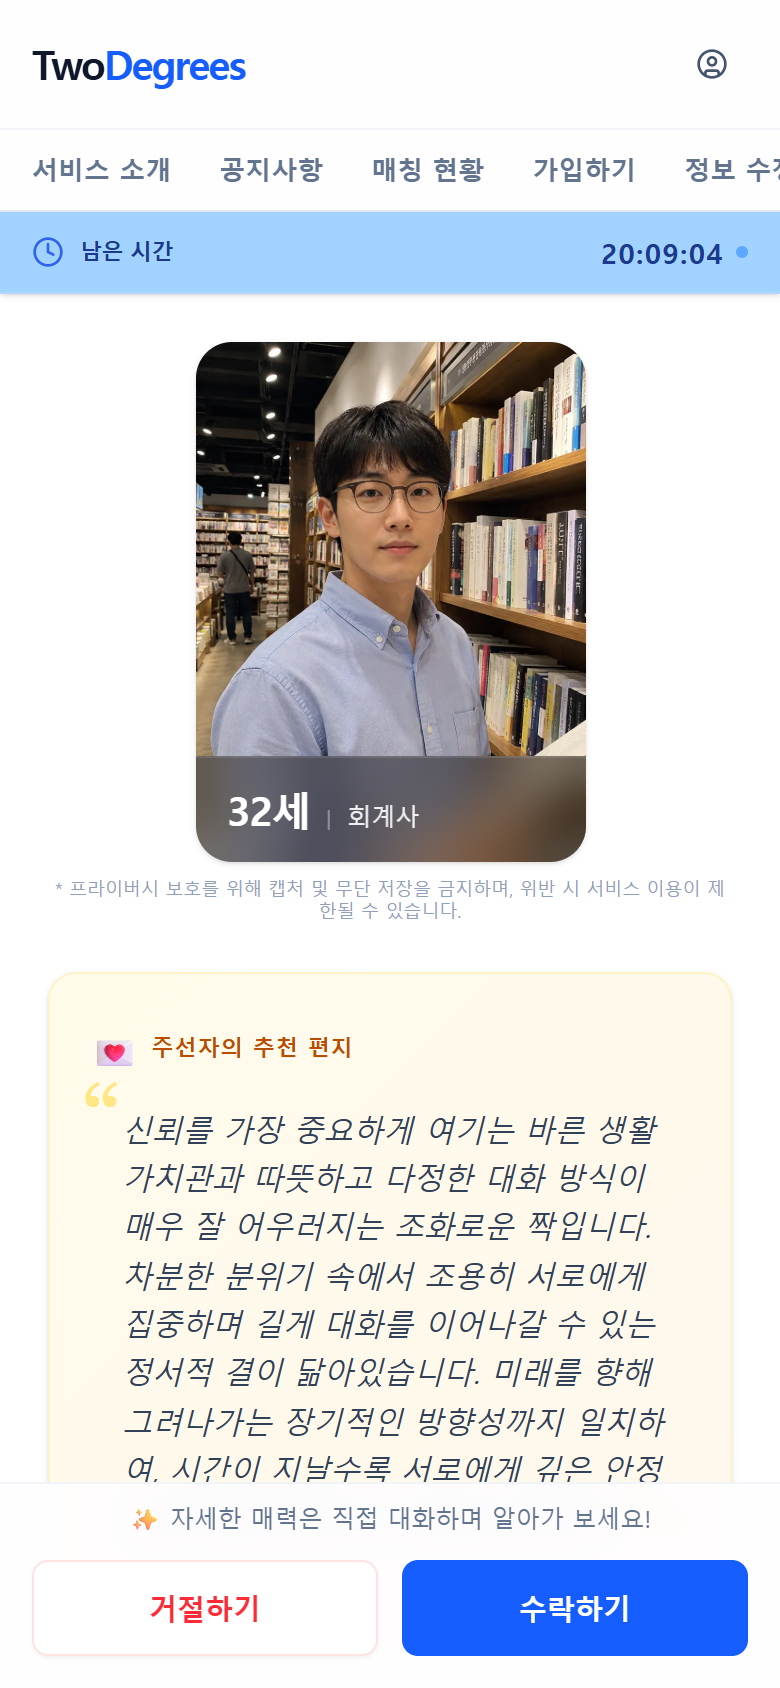 TwoDegrees
서비스 소개 공지사항 매칭 현황 가입하기 정보 수정
남은 시간 20:09:04
32세 | 회계사
* 프라이버시 보호를 위해 캡처 및 무단 저장을 금지하며, 위반 시 서비스 이용이 제
한될 수 있습니다.
주선자의 추천 편지
“
신뢰를 가장 중요하게 여기는 바른 생활
가치관과 따뜻하고 다정한 대화 방식이
매우 잘 어우러지는 조화로운 짝입니다.
차분한 분위기 속에서 조용히 서로에게
집중하며 길게 대화를 이어나갈 수 있는
정서적 결이 닮아있습니다. 미래를 향해
그려나가는 장기적인 방향성까지 일치하
여, 시간이 지날수록 서로에게 깊은 안정
✨ 자세한 매력은 직접 대화하며 알아가 보세요!
거절하기 수락하기